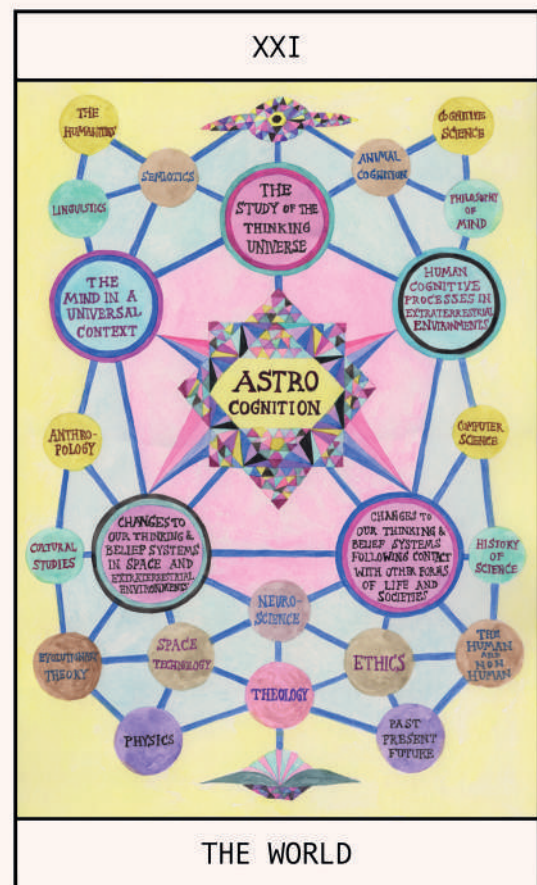 XXI
THE
HUMANITIES
COGNITIVE
SCIENCE
SEMIOTICS
ANIMAL
COGNITION
LINGUISTICS
THE
STUDY OF THE
THINKING
UNIVERSE
PHILOSOPHY
OF
MIND
THE
MIND IN A
UNIVERSAL
CONTEXT
HUMAN
COGNITIVE
PROCESSES IN
EXTRATERRESTRIAL
ENVIRONMENTS
ASTRO
COGNITION
ANTHRO-
POLOGY
COMPUTER
SCIENCE
CHANGES TO
OUR THINKING &
BELIEF SYSTEMS
IN SPACE AND
EXTRATERRESTRIAL
ENVIRONMENTS
CHANGES TO
OUR THINKING &
BELIEF SYSTEMS
FOLLOWING CONTACT
WITH OTHER FORMS
OF LIFE AND
SOCIETIES
CULTURAL
STUDIES
HISTORY
OF
SCIENCE
NEURO-
SCIENCE
EVOLUTIONARY
THEORY
SPACE
TECHNOLOGY
ETHICS
THE
HUMAN
AND
NON
HUMAN
THEOLOGY
PHYSICS
PAST
PRESENT
FUTURE
THE WORLD